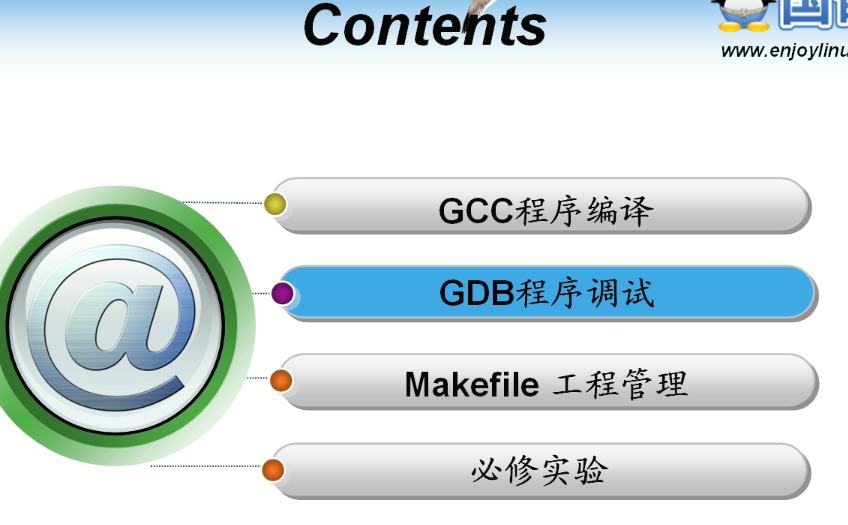 Contents
www.enjoylinu
GCC程序编译
GDB程序调试
Makefile 工程管理
必修实验